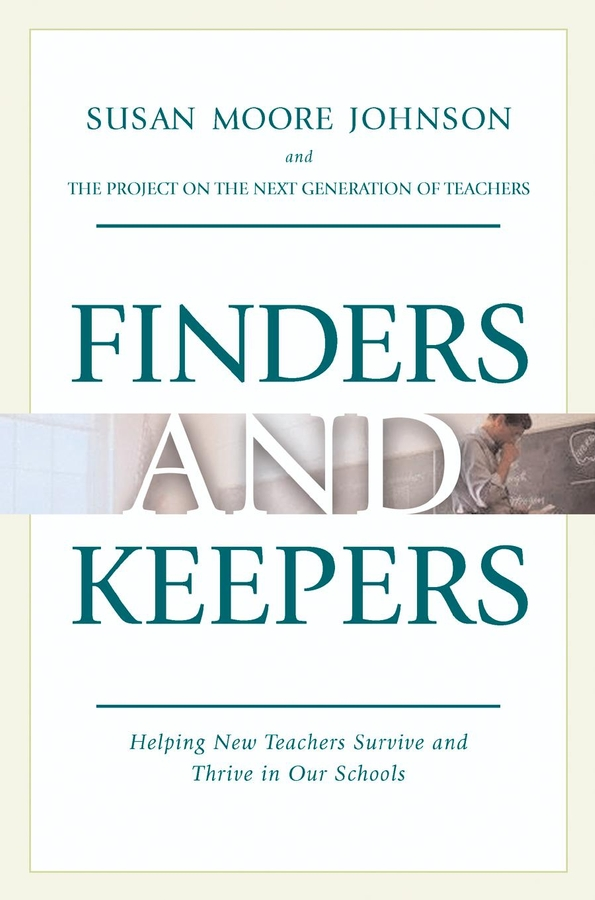 SUSAN MOORE JOHNSON
and
THE PROJECT ON THE NEXT GENERATION OF TEACHERS
FINDERS
AND
KEEPERS
Helping New Teachers Survive and
Thrive in Our Schools